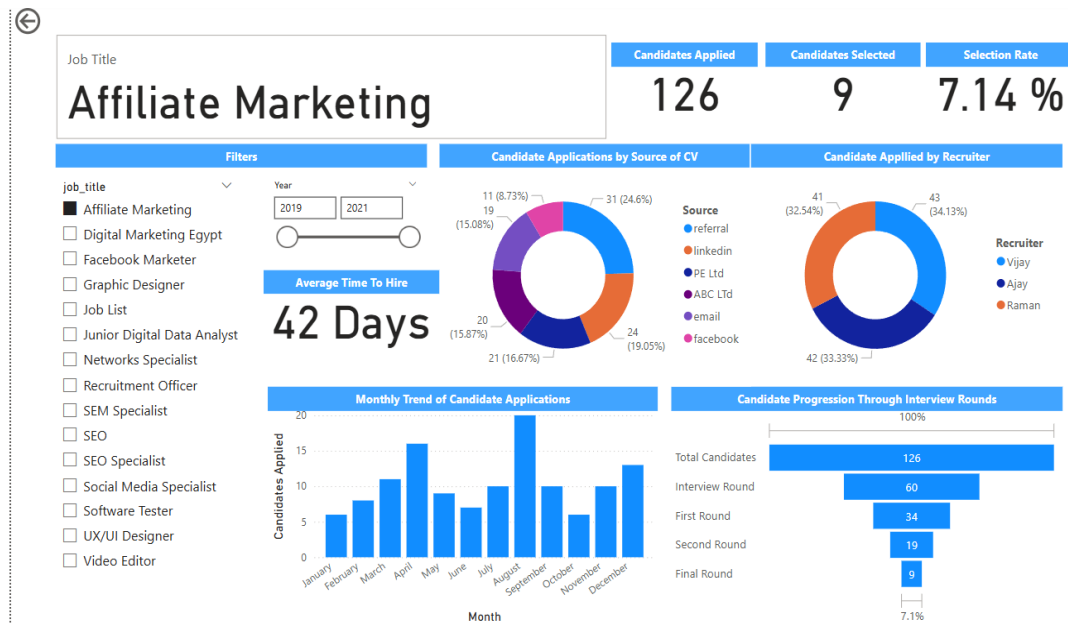 Job Title
Affiliate Marketing
Candidates Applied
126
Candidates Selected
9
Selection Rate
7.14 %
Filters
job_title
Affiliate Marketing
Digital Marketing Egypt
Facebook Marketer
Graphic Designer
Job List
Junior Digital Data Analyst
Networks Specialist
Recruitment Officer
SEM Specialist
SEO
SEO Specialist
Social Media Specialist
Software Tester
UX/UI Designer
Video Editor
Year
2019
2021
Average Time To Hire
42 Days
Candidate Applications by Source of CV
11 (8.73%)
31 (24.6%)
19
(15.08%)
20
(15.87%)
21 (16.67%)
24
(19.05%)
Source
referral
linkedin
PE Ltd
ABC LTd
email
facebook
Candidate Appllied by Recruiter
41
(32.54%)
43
(34.13%)
42 (33.33%)
Recruiter
Vijay
Ajay
Raman
Monthly Trend of Candidate Applications
Candidates Applied
20
15
10
5
0
January
February
March
April
May
June
July
August
September
October
November
December
Month
Candidate Progression Through Interview Rounds
100%
Total Candidates
126
Interview Round
60
First Round
34
Second Round
19
Final Round
9
7.1%